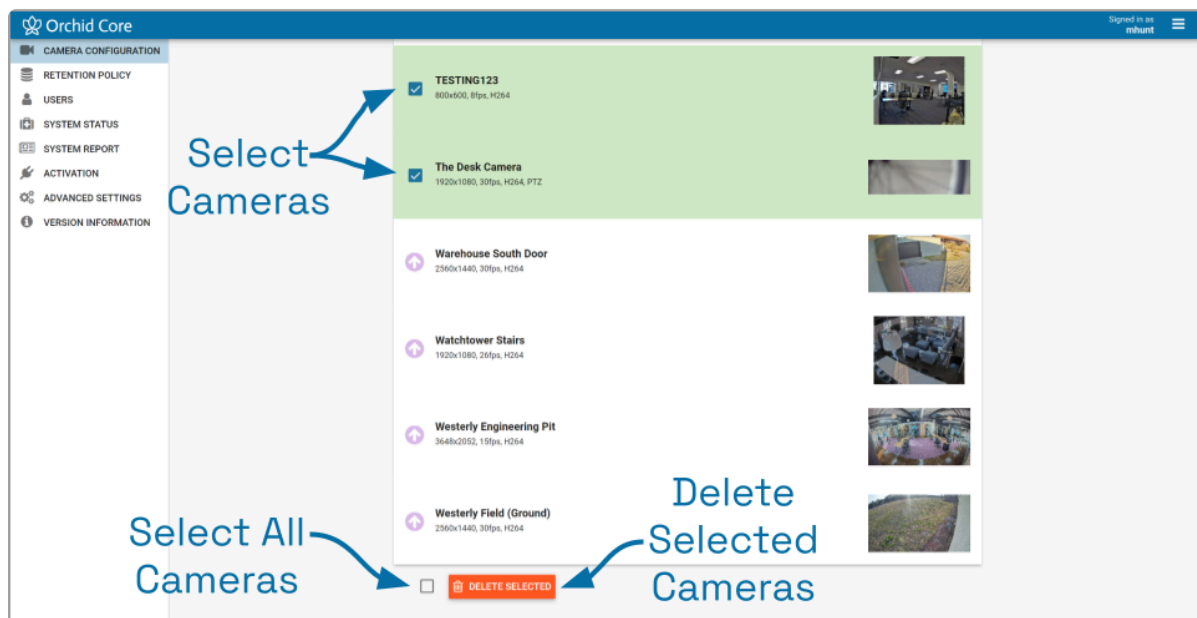 Orchid Core
Signed in as
mhunt
CAMERA CONFIGURATION
RETENTION POLICY
USERS
SYSTEM STATUS
SYSTEM REPORT
ACTIVATION
ADVANCED SETTINGS
VERSION INFORMATION
TESTING123
800x600, 8fps, H264
Select
Cameras
The Desk Camera
1920x1080, 30fps, H264, PTZ
Warehouse South Door
2560x1440, 30fps, H264
Watchtower Stairs
1920x1080, 26fps, H264
Westerly Engineering Pit
3648x2052, 15fps, H264
Westerly Field (Ground)
2560x1440, 30fps, H264
Select All
Cameras
DELETE SELECTED
Delete
Selected
Cameras